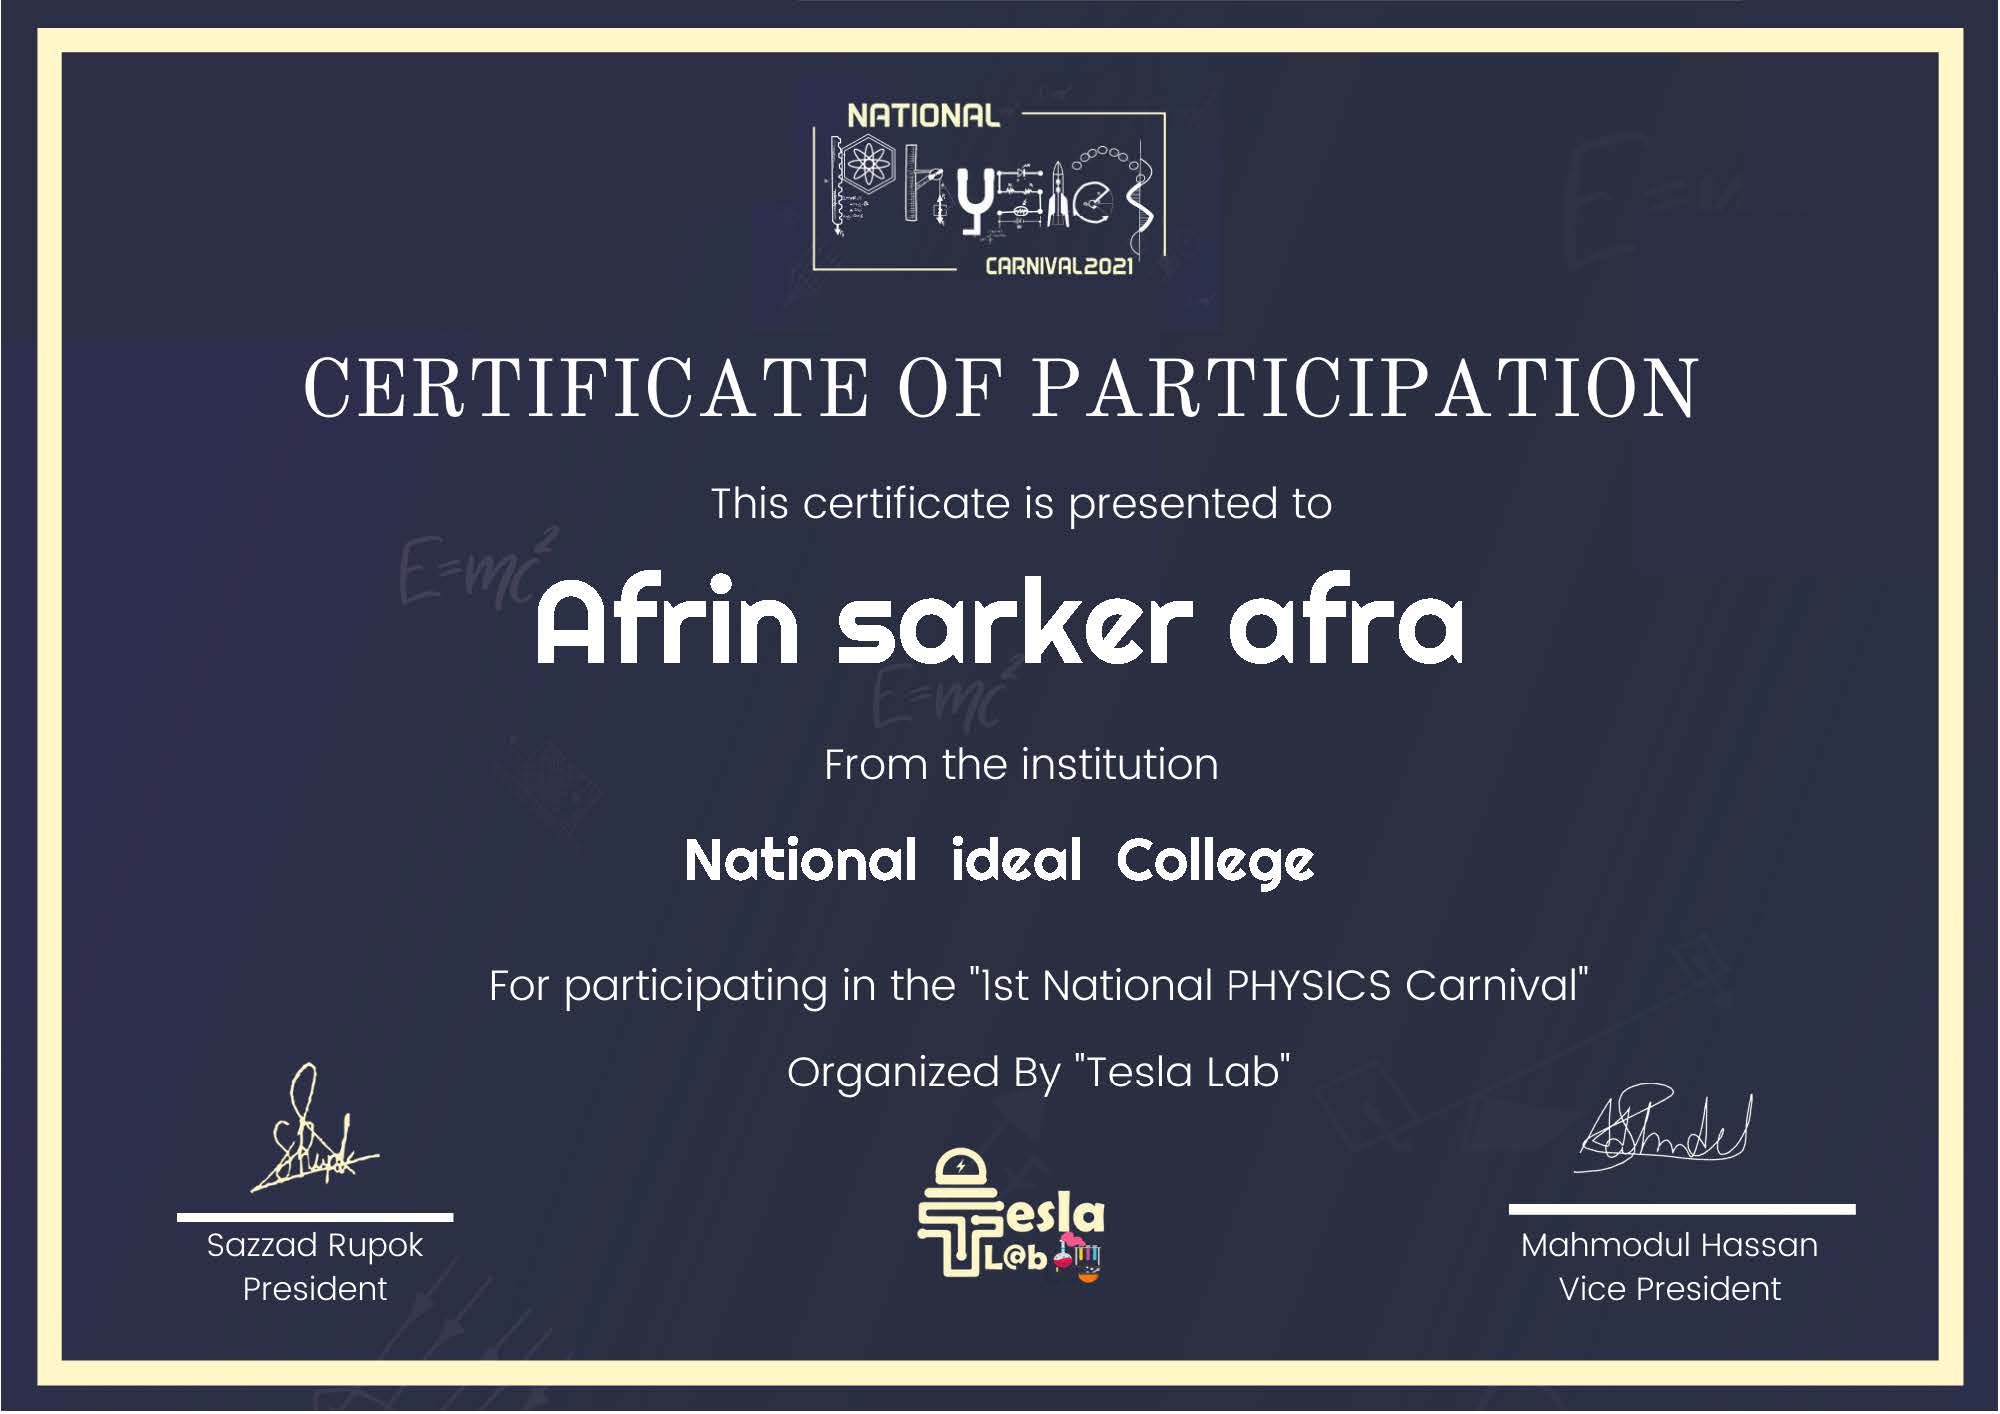 NATIONAL
Physics
CARNIVAL2021
CERTIFICATE OF PARTICIPATION
This certificate is presented to
E=mc²
Afrin sarker afra
E=mc²
From the institution
National ideal College
For participating in the "1st National PHYSICS Carnival"
Organized By "Tesla Lab"
Tesla
L@b
Sazzad Rupok
President
Mahmodul Hassan
Vice President